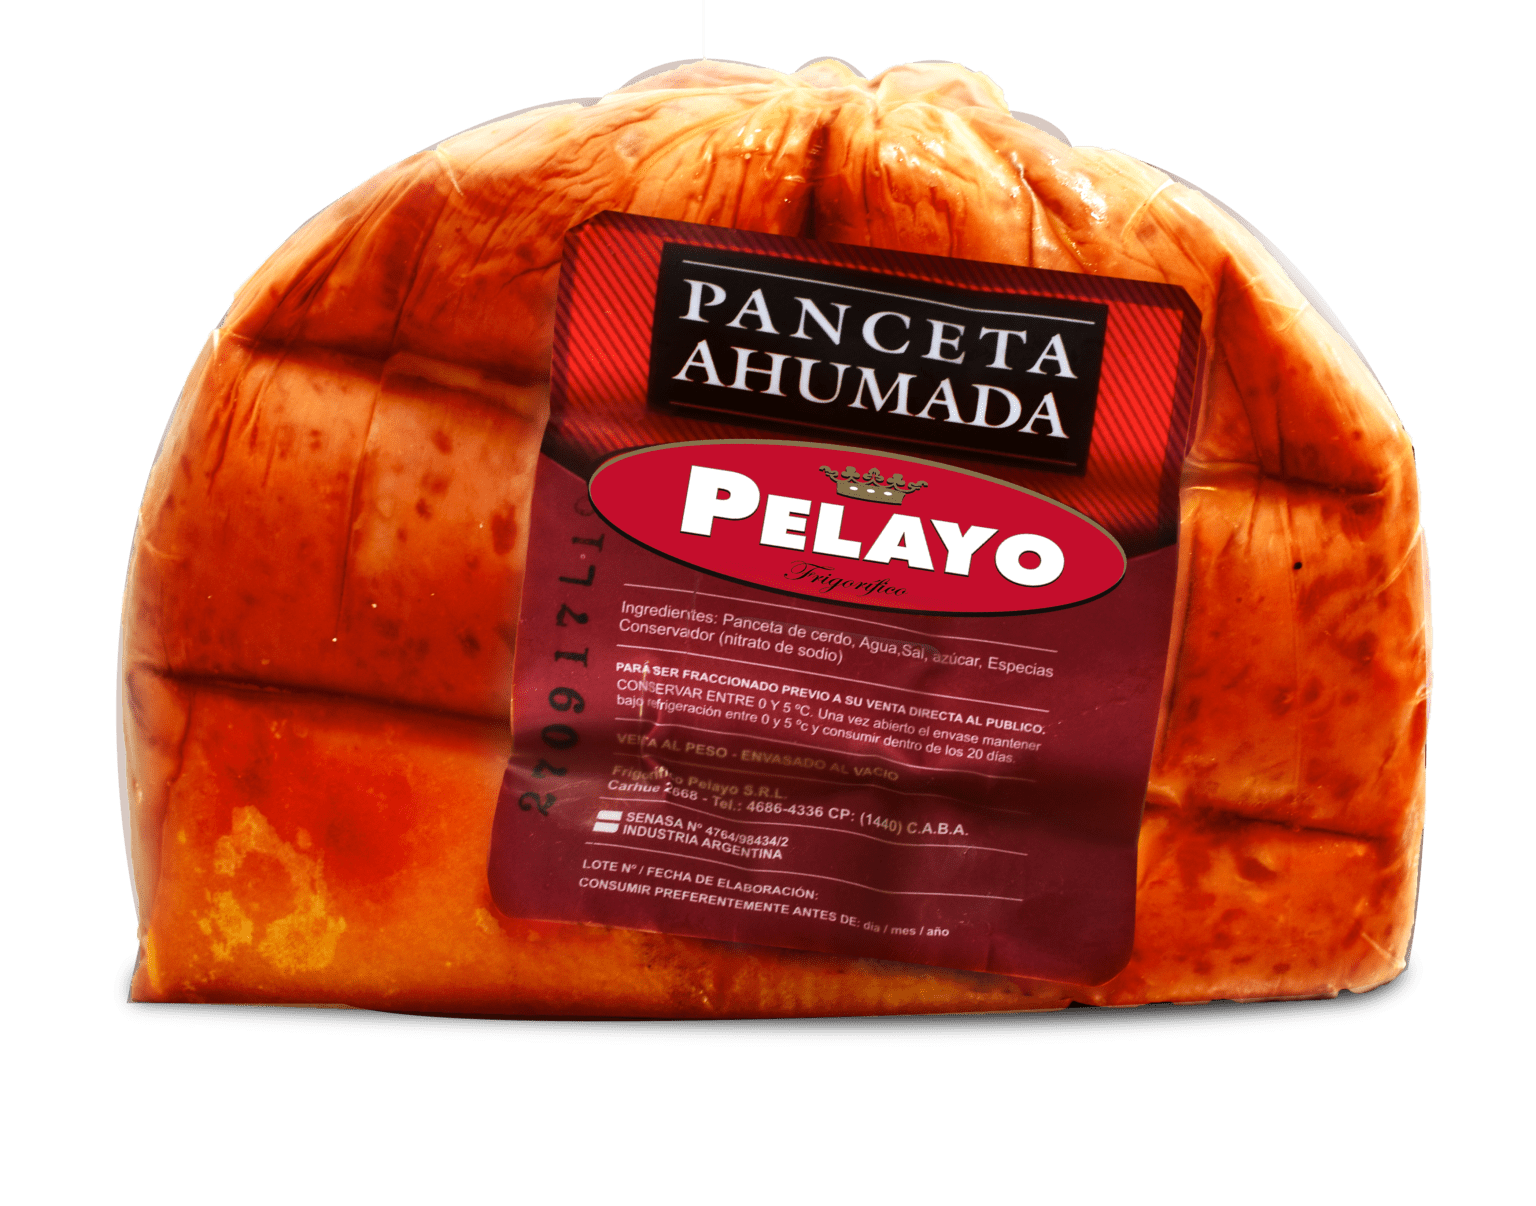 PANCETA
AHUMADA
PELAYO
Frigorífico
Ingredientes: Panceta de cerdo, Agua,Sal, azúcar, Especias
Conservador (nitrato de sodio)
PARA SER FRACCIONADO PREVIO A SU VENTA DIRECTA AL PUBLICO.
CONSERVAR ENTRE 0 Y 5 ºC. Una vez abierto el envase mantener
bajo refrigeración entre 0 y 5 ºc y consumir dentro de los 20 días.
VENTA AL PESO - ENVASADO AL VACIO
Frigorífico Pelayo S.R.L.
Carhue 2668 - Tel.: 4686-4336 CP: (1440) C.A.B.A.
SENASA Nº 4764/98434/2
INDUSTRIA ARGENTINA
LOTE Nº / FECHA DE ELABORACIÓN:
CONSUMIR PREFERENTEMENTE ANTES DE: dia / mes / año